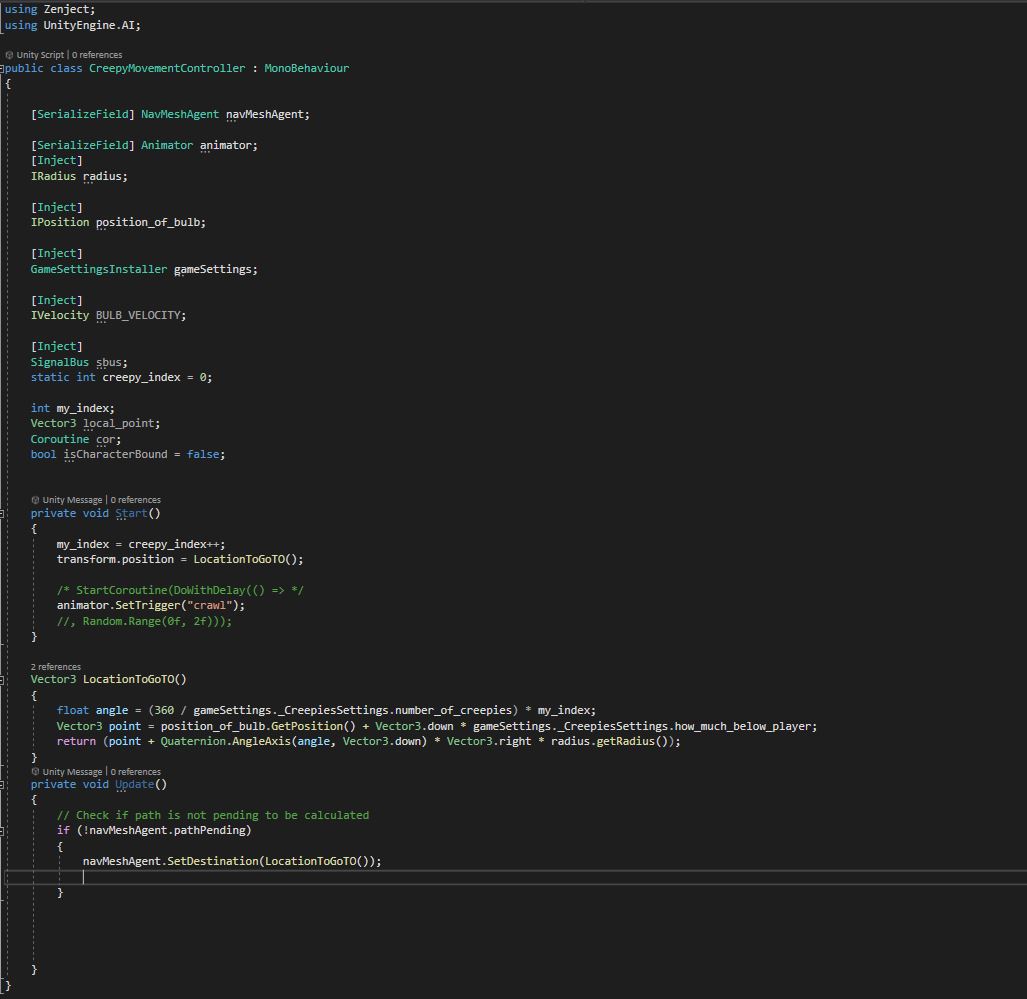 using Zenject;
using UnityEngine.AI;
Unity Script | 0 references
public class CreepyMovementController : MonoBehaviour
{
[SerializeField] NavMeshAgent navMeshAgent;
[SerializeField] Animator animator;
[Inject]
IRadius radius;
[Inject]
IPosition position_of_bulb;
[Inject]
GameSettingsInstaller gameSettings;
[Inject]
IVelocity BULB_VELOCITY;
[Inject]
SignalBus sbus;
static int creepy_index = 0;
int my_index;
Vector3 local_point;
Coroutine cor;
bool isCharacterBound = false;
Unity Message | 0 references
private void Start()
{
my_index = creepy_index++;
transform.position = LocationToGoTO();
/* StartCoroutine(DoWithDelay(() => */
animator.SetTrigger("crawl");
//, Random.Range(0f, 2f)));
}
2 references
Vector3 LocationToGoTO()
{
float angle = (360 / gameSettings._CreepiesSettings.number_of_creepies) * my_index;
Vector3 point = position_of_bulb.GetPosition() + Vector3.down * gameSettings._CreepiesSettings.how_much_below_player;
return (point + Quaternion.AngleAxis(angle, Vector3.down) * Vector3.right * radius.getRadius());
}
Unity Message | 0 references
private void Update()
{
// Check if path is not pending to be calculated
if (!navMeshAgent.pathPending)
{
navMeshAgent.SetDestination(LocationToGoTO());
}
}
}